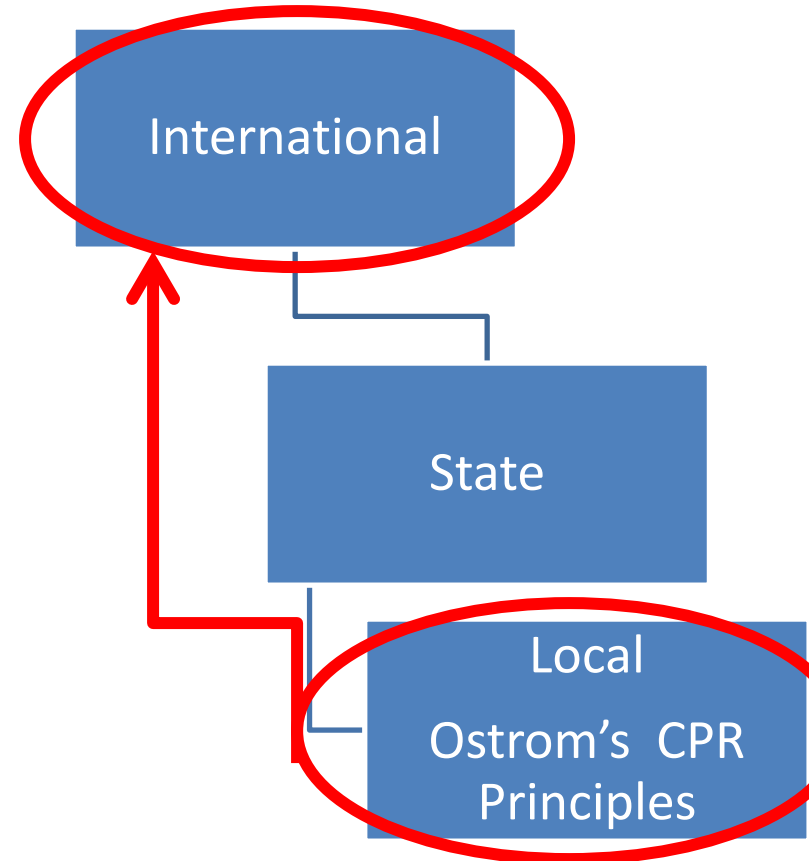 International
State
Local
Ostrom’s  CPR
Principles